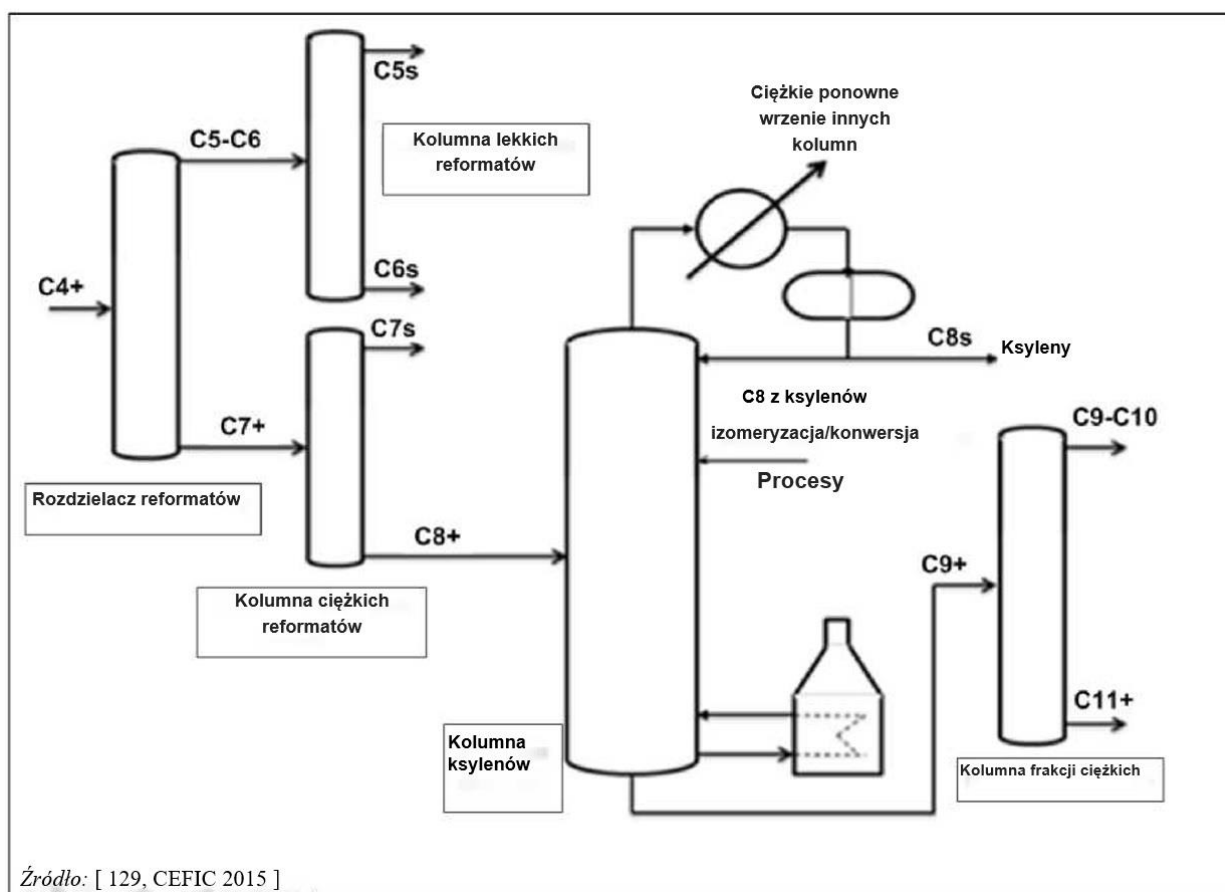 C5s
Ciężkie ponowne
wrzenie innych
kolumn
C5-C6
Kolumna lekkich
reformatów
C4+
C6s
C7s
C8s
Ksyleny
C8 z ksylenów
izomeryzacja/konwersja
Procesy
C9-C10
C7+
Rozdzielacz reformatów
C8+
C9+
Kolumna ciężkich
reformatów
C11+
Kolumna
ksylenów
Kolumna frakcji ciężkich
Źródło: [ 129, CEFIC 2015 ]